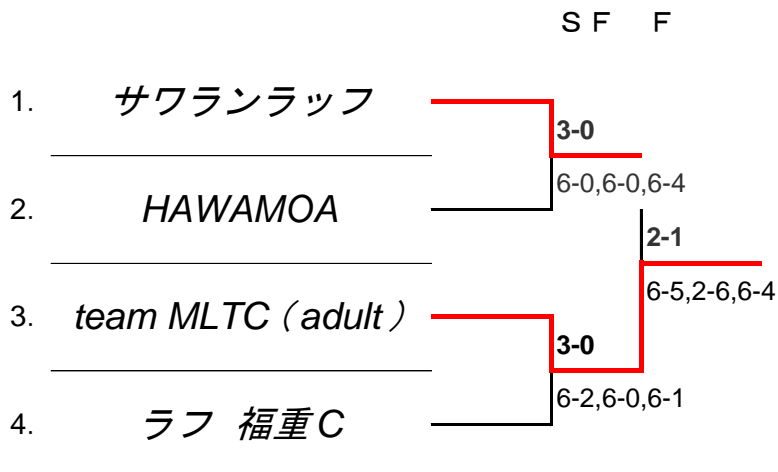 ＳＦ　Ｆ
1. サワランラッフ
3-0
6-0,6-0,6-4
2. HAWAMOA
2-1
6-5,2-6,6-4
3. team MLTC（adult）
3-0
6-2,6-0,6-1
4. ラフ 福重C